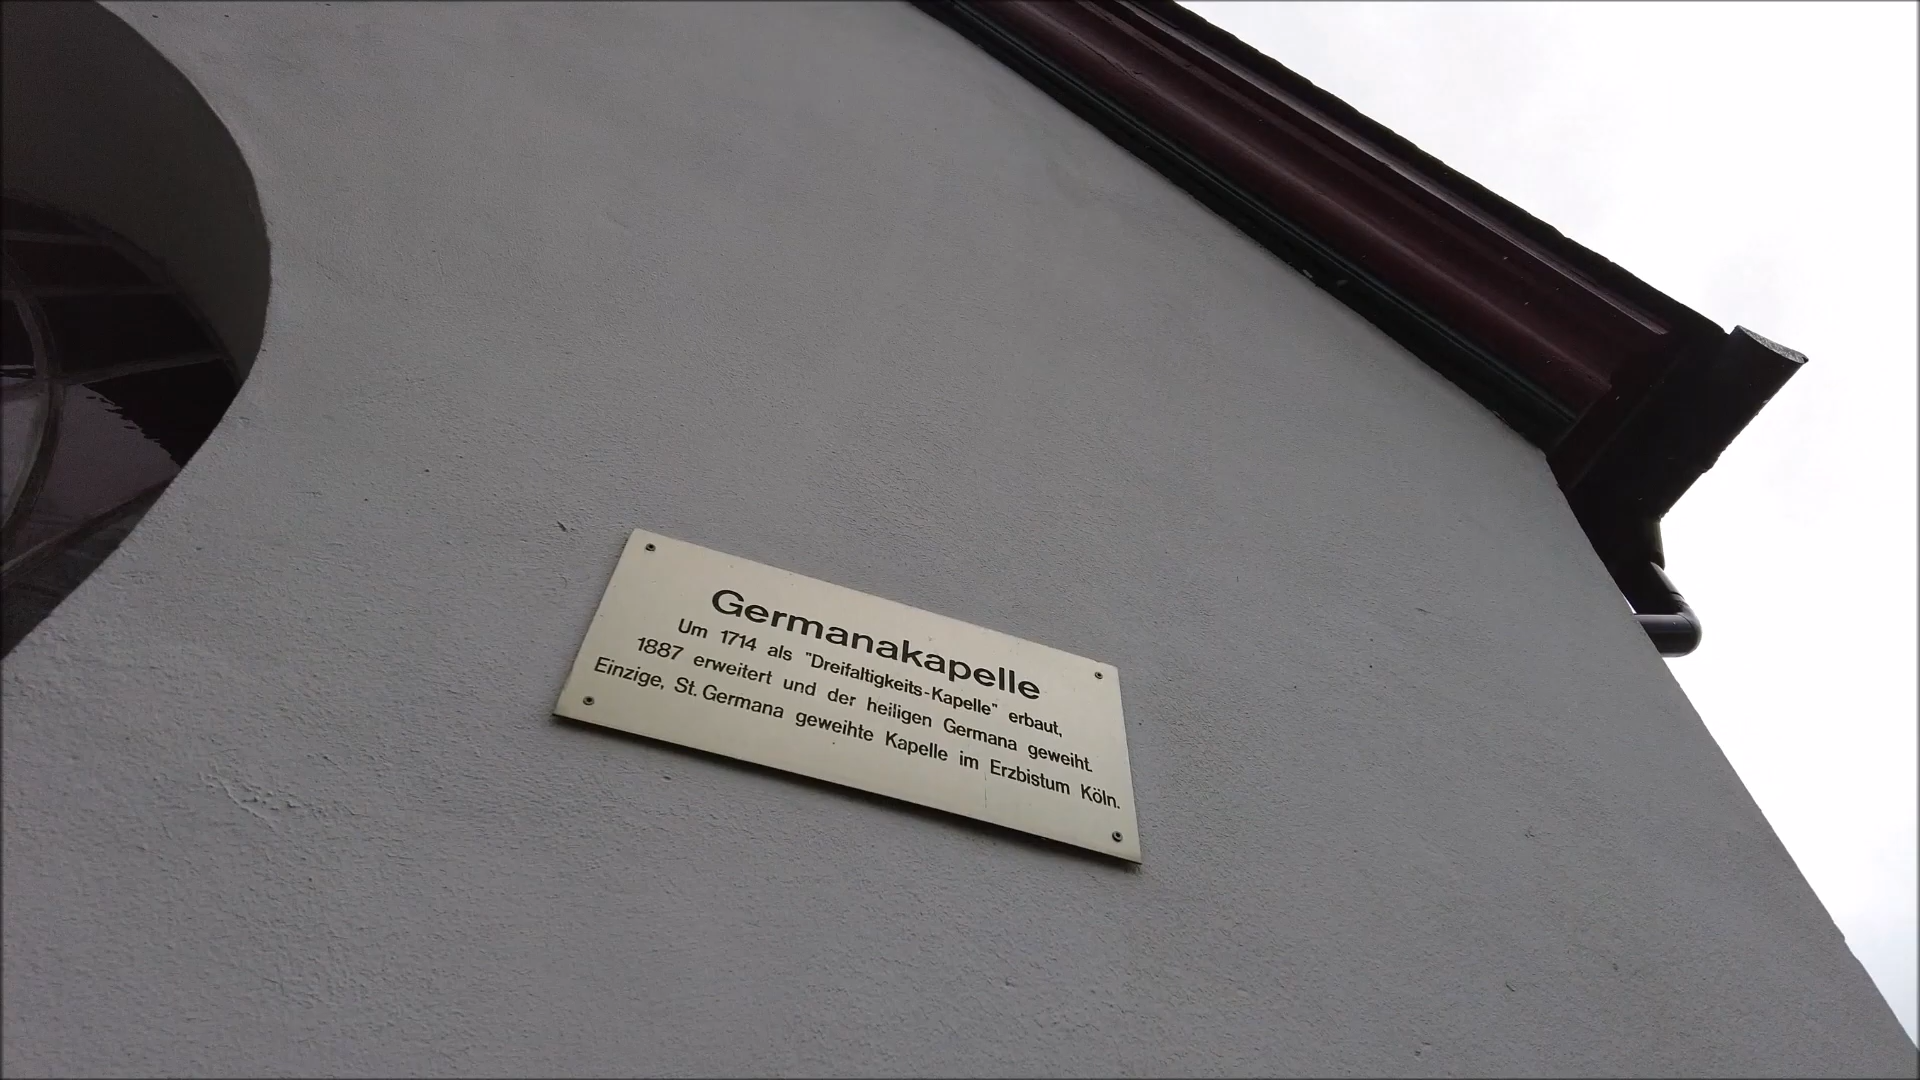 Germanakapelle
Um 1714 als "Dreifaltigkeits-Kapelle" erbaut,
1887 erweitert und der heiligen Germana geweiht.
Einzige, St. Germana geweihte Kapelle im Erzbistum Köln.